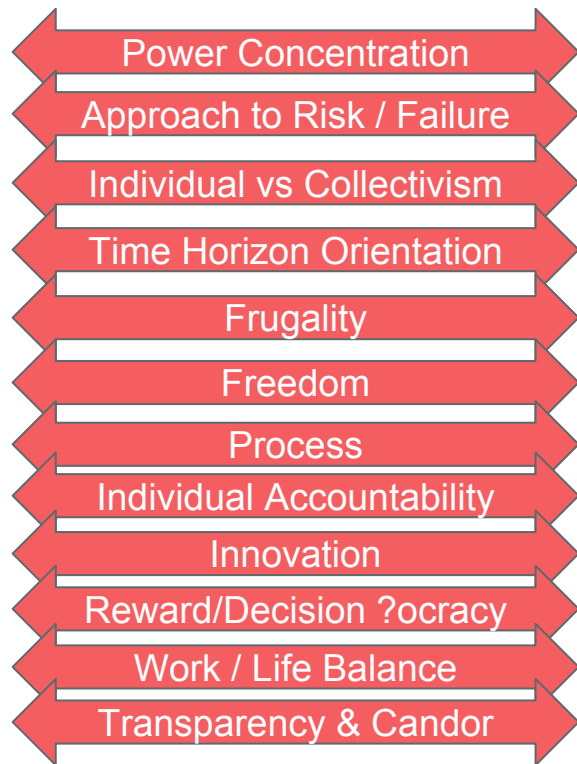 Power Concentration
Approach to Risk / Failure
Individual vs Collectivism
Time Horizon Orientation
Frugality
Freedom
Process
Individual Accountability
Innovation
Reward/Decision ?ocracy
Work / Life Balance
Transparency & Candor